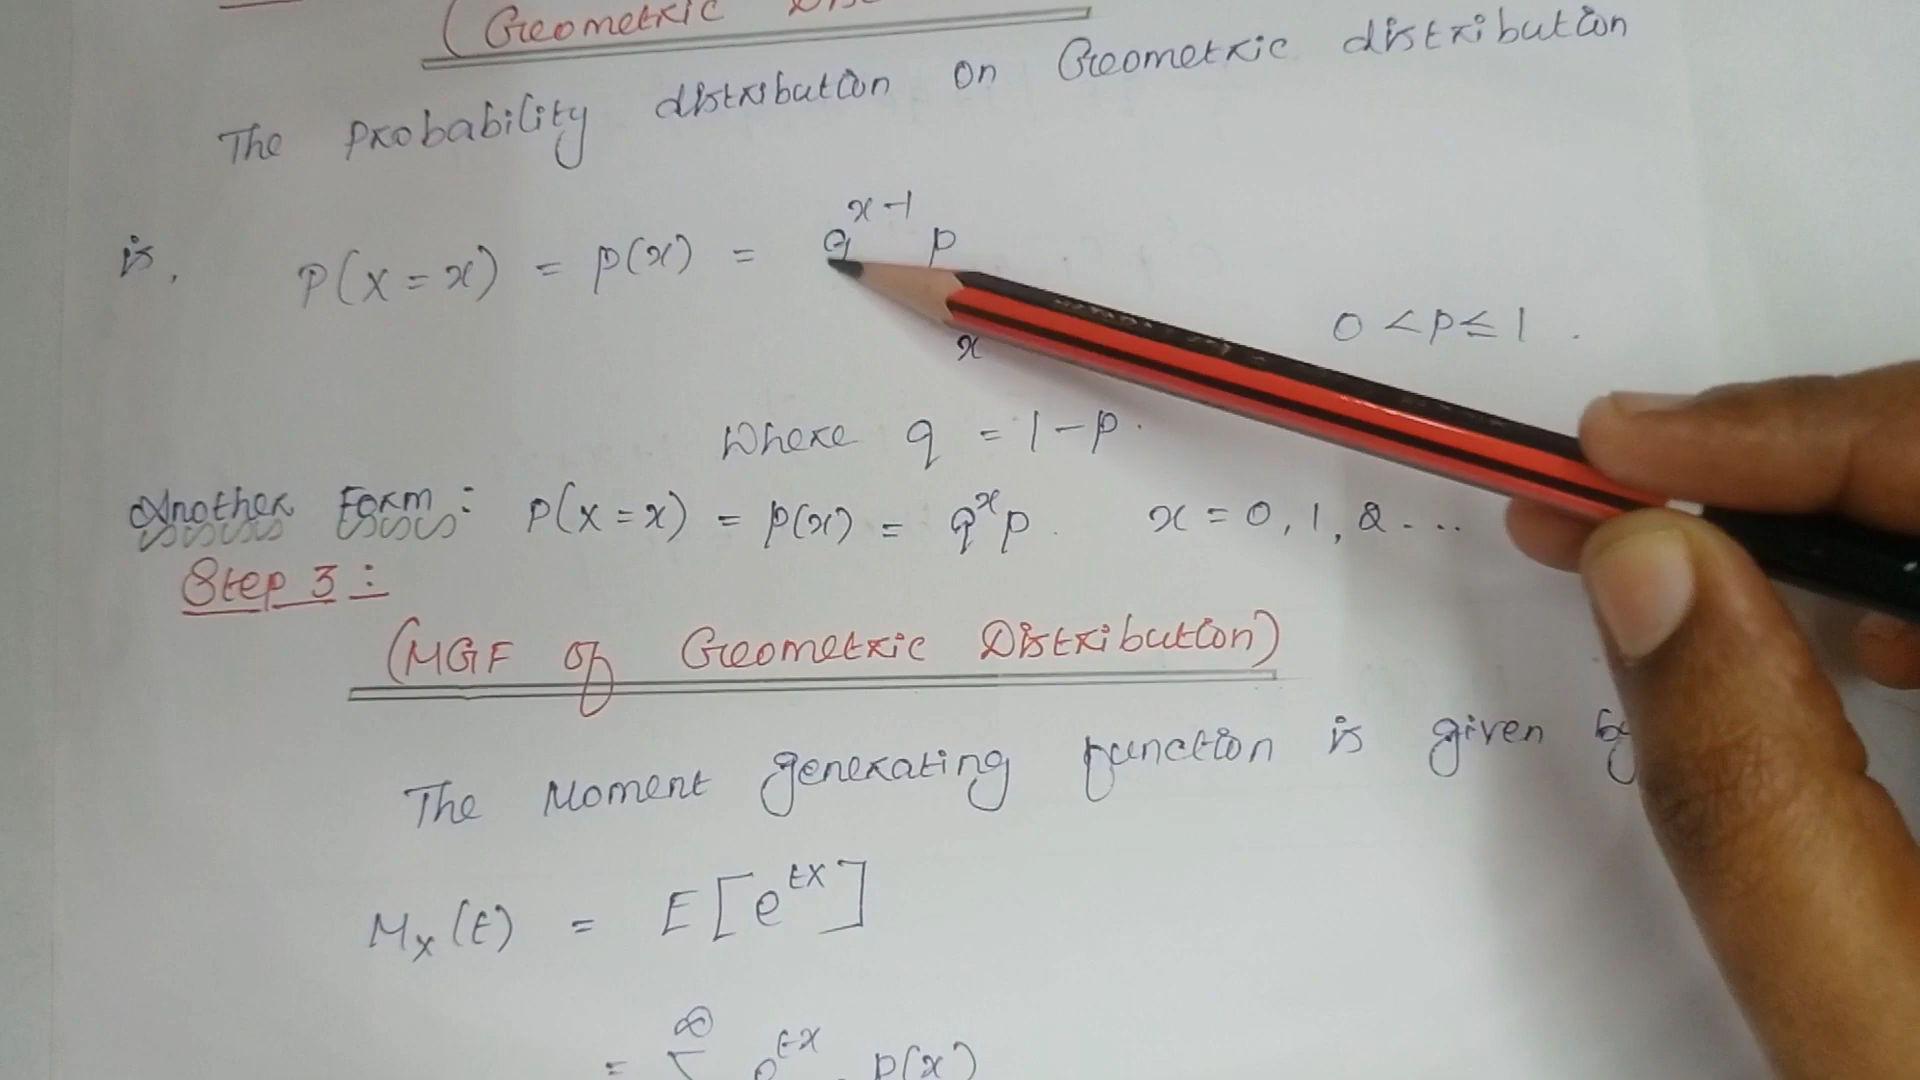 (Geometric
The probability distribution on Geometric distribution
is, P(X = x) = p(x) = q^{x-1} p
x 0 < p ≤ 1.
Where q = 1 - p.
Another Form: P(X = x) = p(x) = q^x p. x = 0, 1, 2 ...
Step 3:
(MGF of Geometric Distribution)
The Moment generating function is given
M_X(t) = E[e^{tX}]
= ∑ ∞ e^{tx} . p(x)